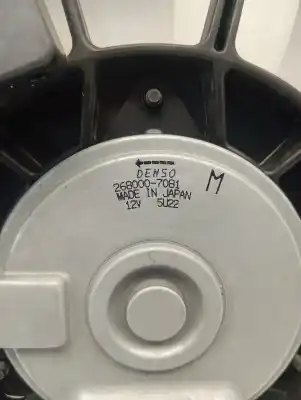 DENSO
268000-7081
MADE IN JAPAN
12V 5U22
M